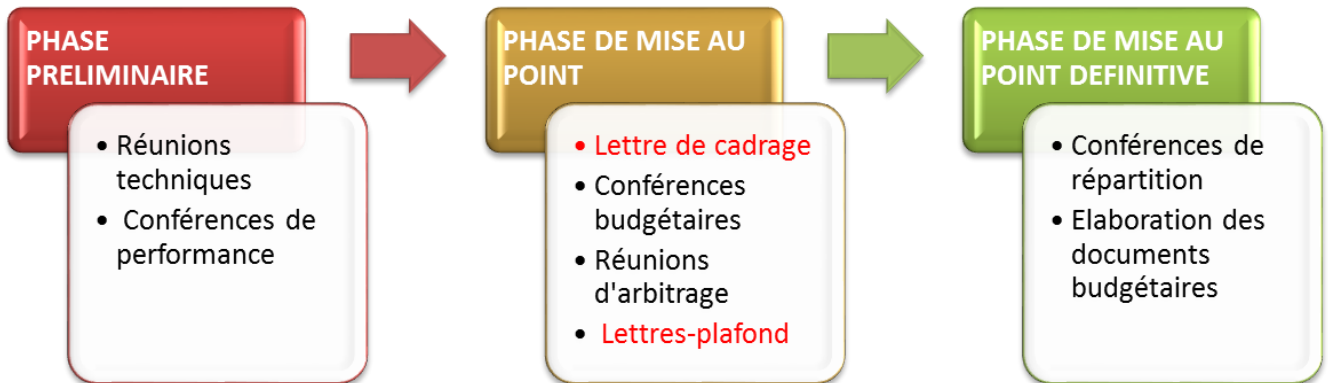 PHASE
PRELIMINAIRE
• Réunions
techniques
• Conférences de
performance
PHASE DE MISE AU
POINT
• Lettre de cadrage
• Conférences
budgétaires
• Réunions
d'arbitrage
• Lettres-plafond
PHASE DE MISE AU
POINT DEFINITIVE
• Conférences de
répartition
• Elaboration des
documents
budgétaires